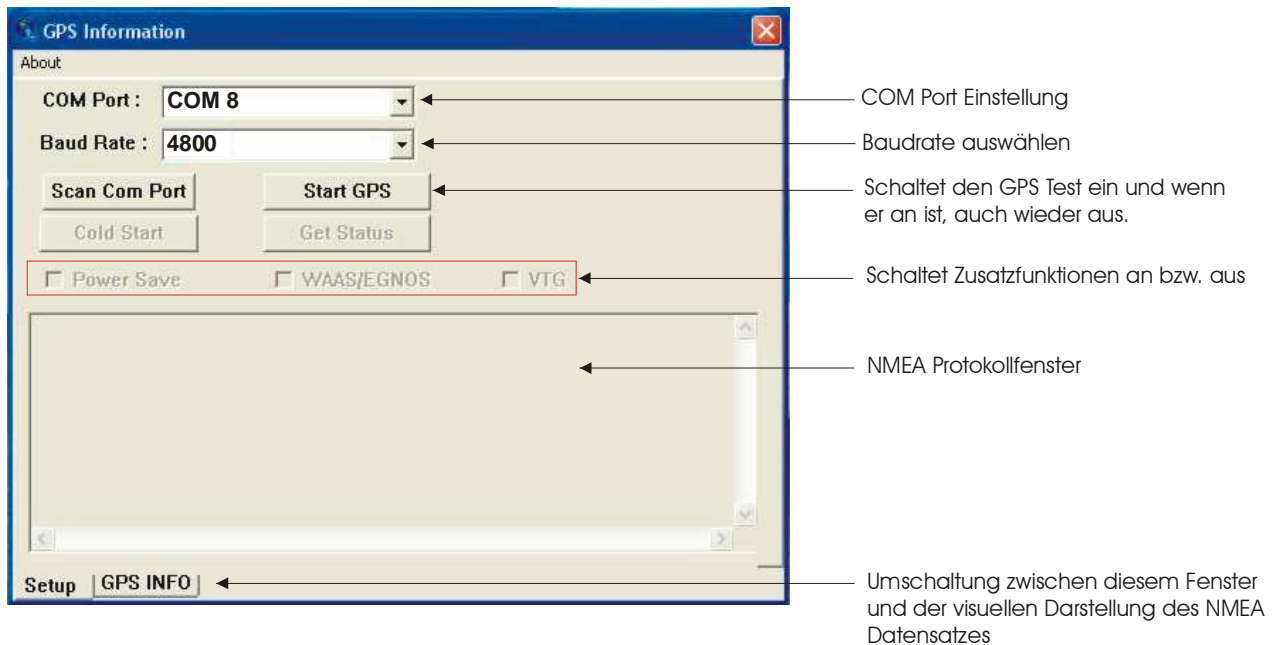 GPS Information
About
COM Port : COM 8
COM Port Einstellung
Baud Rate : 4800
Baudrate auswählen
Scan Com Port Start GPS
Schaltet den GPS Test ein und wenn
er an ist, auch wieder aus.
Cold Start Get Status
Power Save WAAS/EGNOS VTG
Schaltet Zusatzfunktionen an bzw. aus
NMEA Protokollfenster
Setup GPS INFO
Umschaltung zwischen diesem Fenster
und der visuellen Darstellung des NMEA
Datensatzes